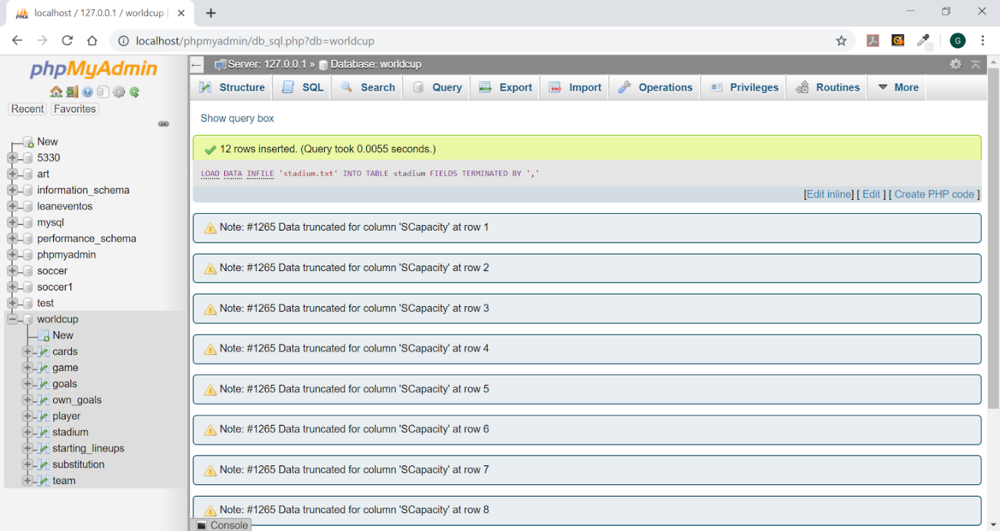 localhost / 127.0.0.1 / worldcup |
localhost/phpmyadmin/db_sql.php?db=worldcup
G
phpMyAdmin
Recent Favorites
New
5330
art
information_schema
leaneventos
mysql
performance_schema
phpmyadmin
soccer
soccer1
test
worldcup
New
cards
game
goals
own_goals
player
stadium
starting_lineups
substitution
team
Server: 127.0.0.1 » Database: worldcup
Structure SQL Search Query Export Import Operations Privileges Routines More
Show query box
12 rows inserted. (Query took 0.0055 seconds.)
LOAD DATA INFILE 'stadium.txt' INTO TABLE stadium FIELDS TERMINATED BY ','
[Edit inline] [ Edit ] [ Create PHP code ]
Note: #1265 Data truncated for column 'SCapacity' at row 1
Note: #1265 Data truncated for column 'SCapacity' at row 2
Note: #1265 Data truncated for column 'SCapacity' at row 3
Note: #1265 Data truncated for column 'SCapacity' at row 4
Note: #1265 Data truncated for column 'SCapacity' at row 5
Note: #1265 Data truncated for column 'SCapacity' at row 6
Note: #1265 Data truncated for column 'SCapacity' at row 7
Note: #1265 Data truncated for column 'SCapacity' at row 8
Console